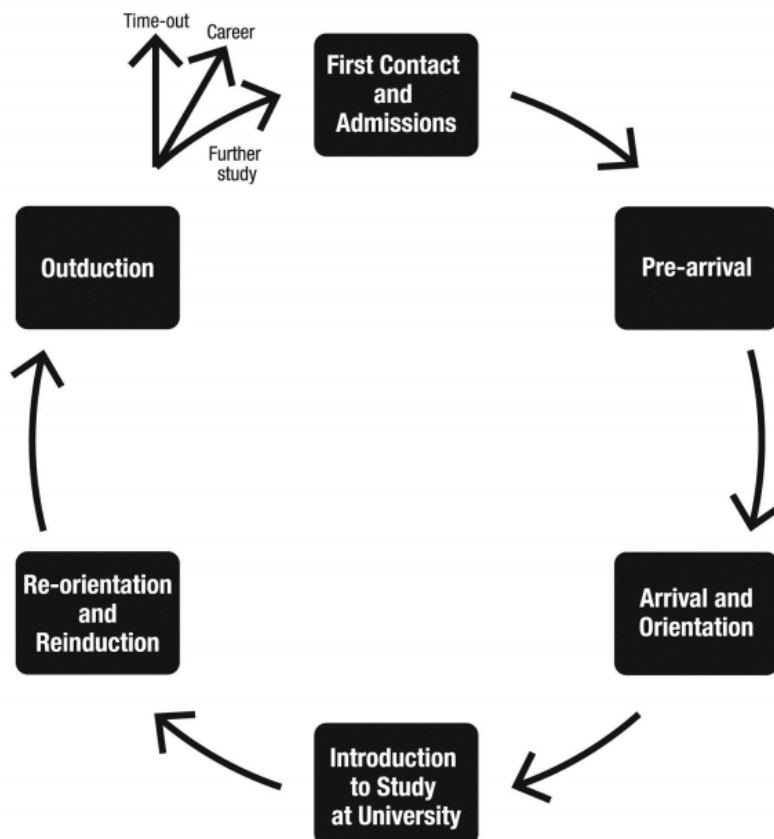 Time-out
Career
First Contact
and
Admissions
Further
study
Outduction
Pre-arrival
Re-orientation
and
Reinduction
Arrival and
Orientation
Introduction
to Study
at University